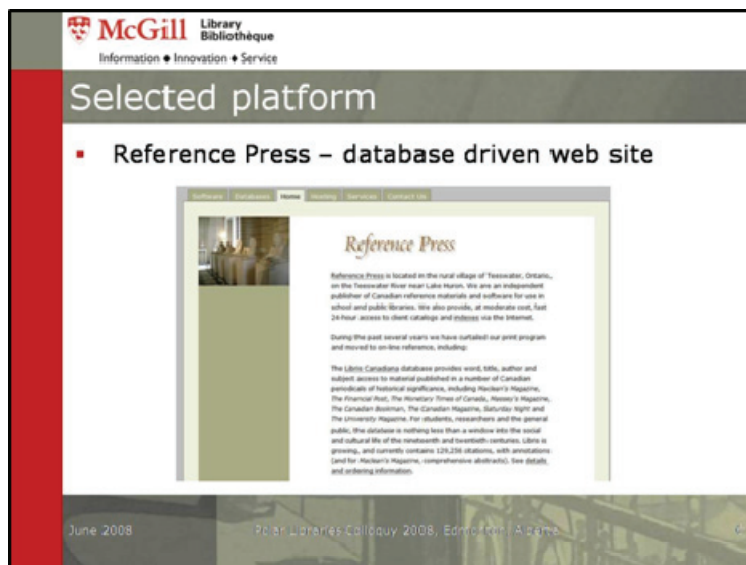 McGill Library
Bibliothèque
Information ♦ Innovation ♦ Service
Selected platform
▪ Reference Press – database driven web site
Software Databases Home Hosting Services Contact Us
Reference Press
Reference Press is located in the rural village of Teeswater, Ontario,
on the Teeswater River near Lake Huron. We are an independent
publisher of Canadian reference materials and software for use in
school and public libraries. We also provide, at moderate cost, fast
24-hour access to client catalogs and indexes via the Internet.
During the past several years we have curtailed our print program
and moved to on-line reference, including:
The Libris Canadiana database provides word, title, author and
subject access to material published in a number of Canadian
periodicals of historical significance, including Maclean's Magazine,
The Financial Post, The Monetary Times of Canada, Massey's Magazine,
The Canadian Bookman, The Canadian Magazine, Saturday Night and
The University Magazine. For students, researchers and the general
public, the database is nothing less than a window into the social
and cultural life of the nineteenth and twentieth centuries. Libris is
growing, and currently contains 129,256 citations, with annotations
(and for Maclean's Magazine, comprehensive abstracts). See details
and ordering information.
June 2008 Polar Libraries Colloquy 2008, Edmonton, Alberta